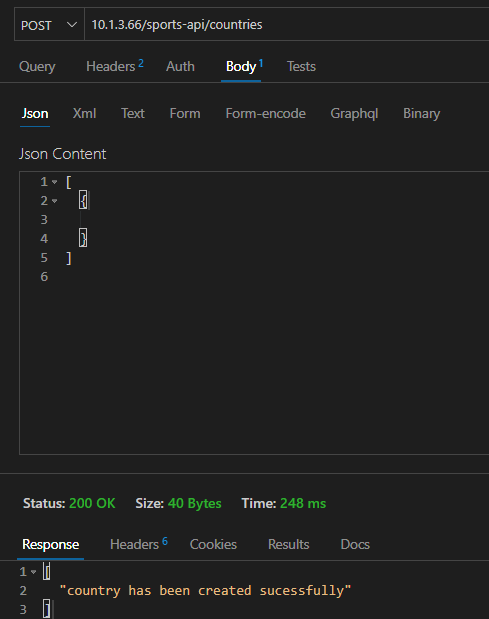 POST 10.1.3.66/sports-api/countries
Query Headers 2 Auth Body 1 Tests
Json Xml Text Form Form-encode Graphql Binary
Json Content
1 [
2 {
3
4 }
5 ]
6
Status: 200 OK Size: 40 Bytes Time: 248 ms
Response Headers 6 Cookies Results Docs
1 [
2 "country has been created sucessfully"
3 ]